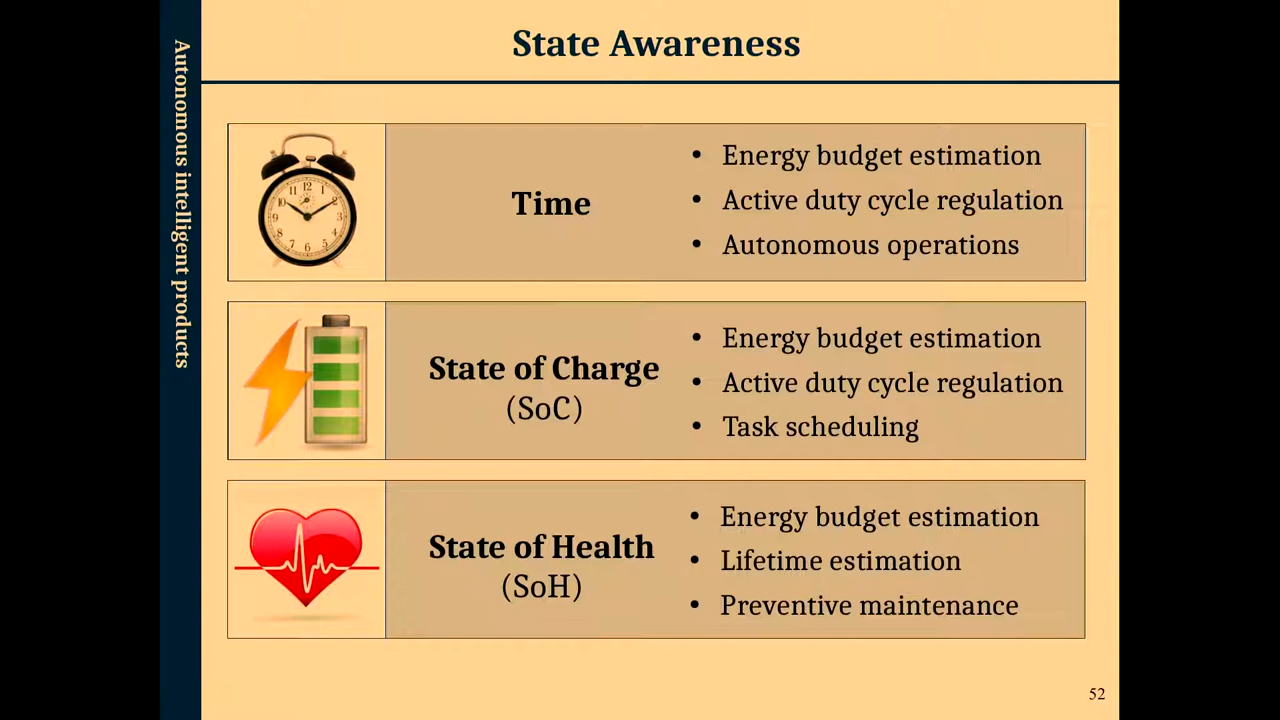 State Awareness
Autonomous intelligent products
Time
• Energy budget estimation
• Active duty cycle regulation
• Autonomous operations
State of Charge
(SoC)
• Energy budget estimation
• Active duty cycle regulation
• Task scheduling
State of Health
(SoH)
• Energy budget estimation
• Lifetime estimation
• Preventive maintenance
52